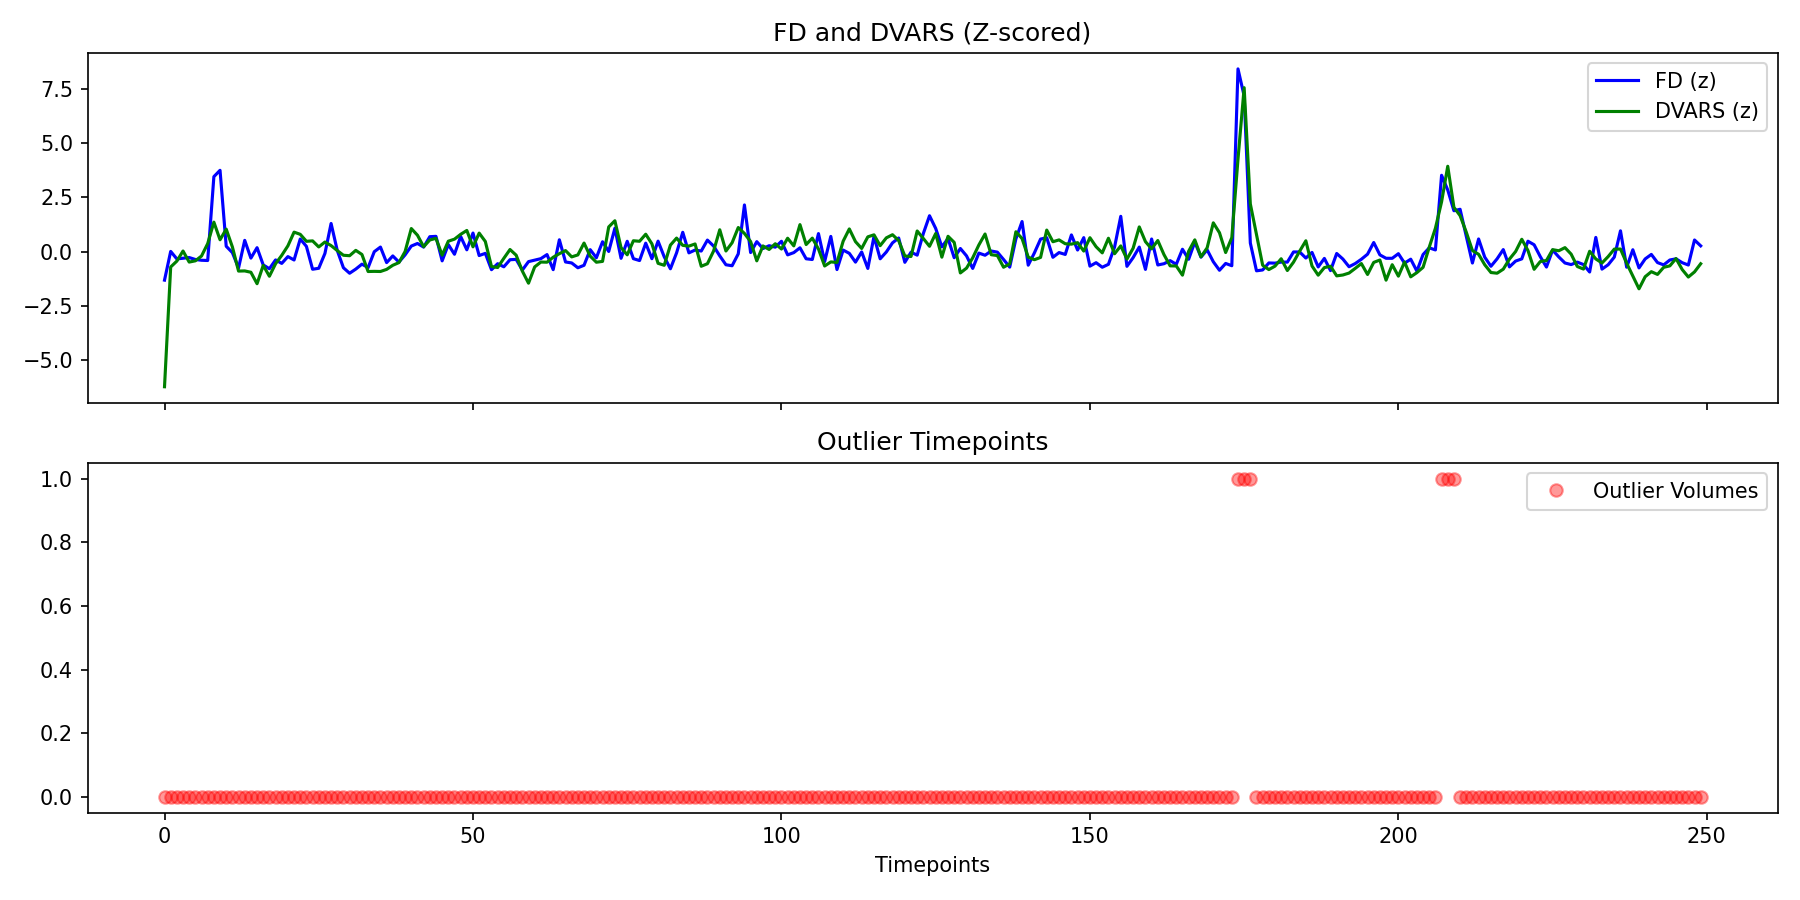 FD and DVARS (Z-scored)
7.5
5.0
2.5
0.0
−2.5
−5.0
FD (z)
DVARS (z)
Outlier Timepoints
1.0
0.8
0.6
0.4
0.2
0.0
Outlier Volumes
0 50 100 150 200 250
Timepoints